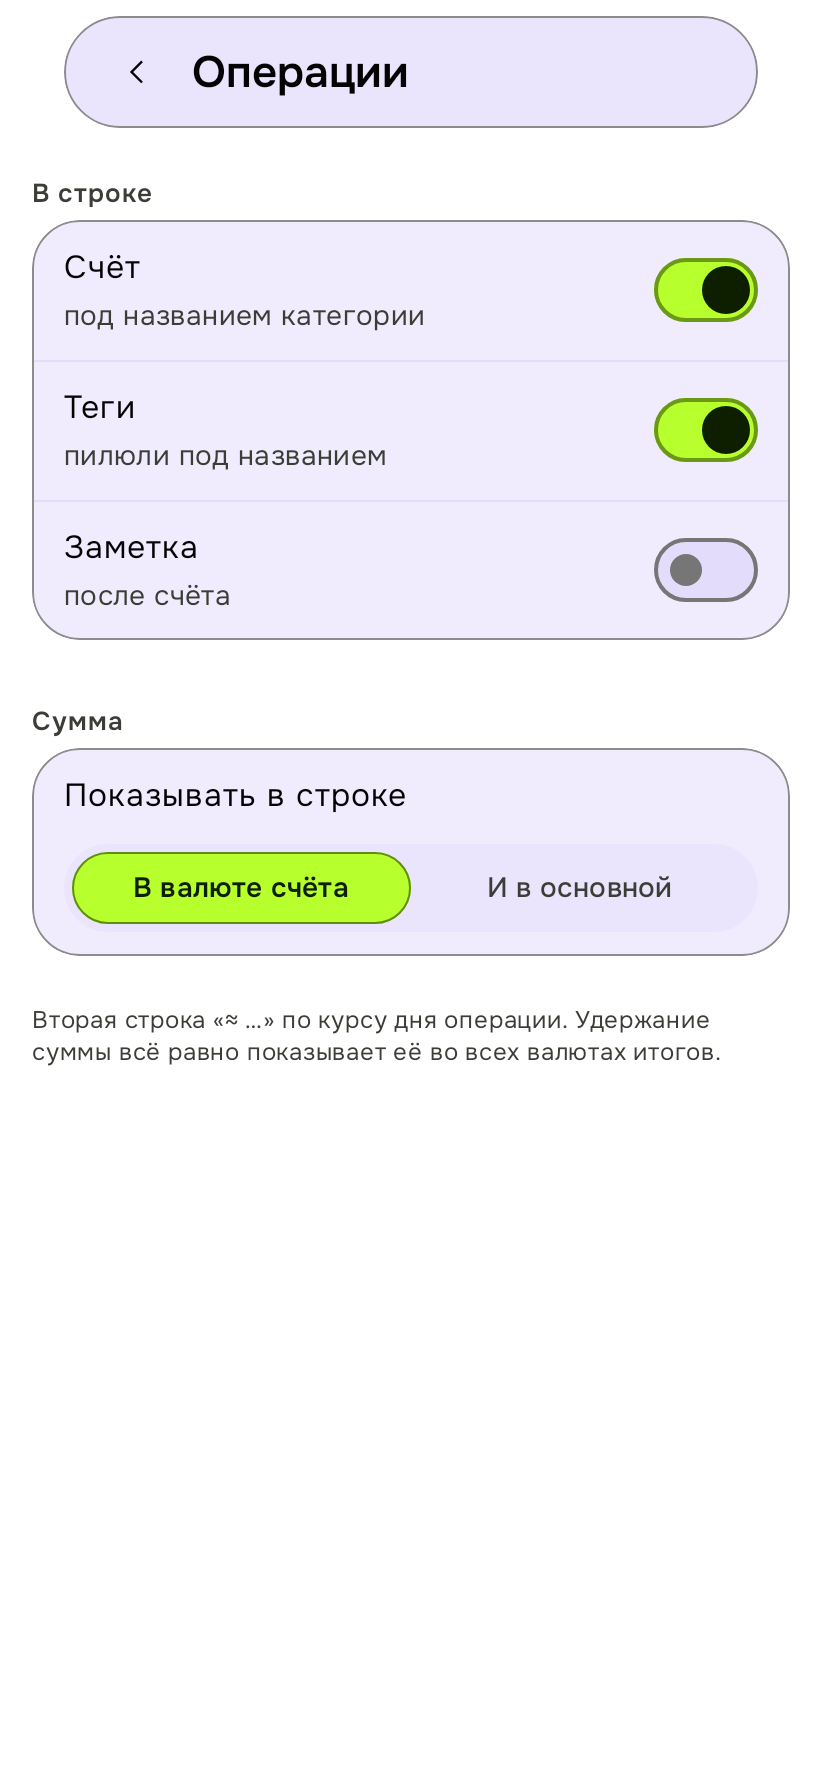 Операции
В строке
Счёт
под названием категории
Теги
пилюли под названием
Заметка
после счёта
Сумма
Показывать в строке
В валюте счёта
И в основной
Вторая строка «≈ …» по курсу дня операции. Удержание
суммы всё равно показывает её во всех валютах итогов.